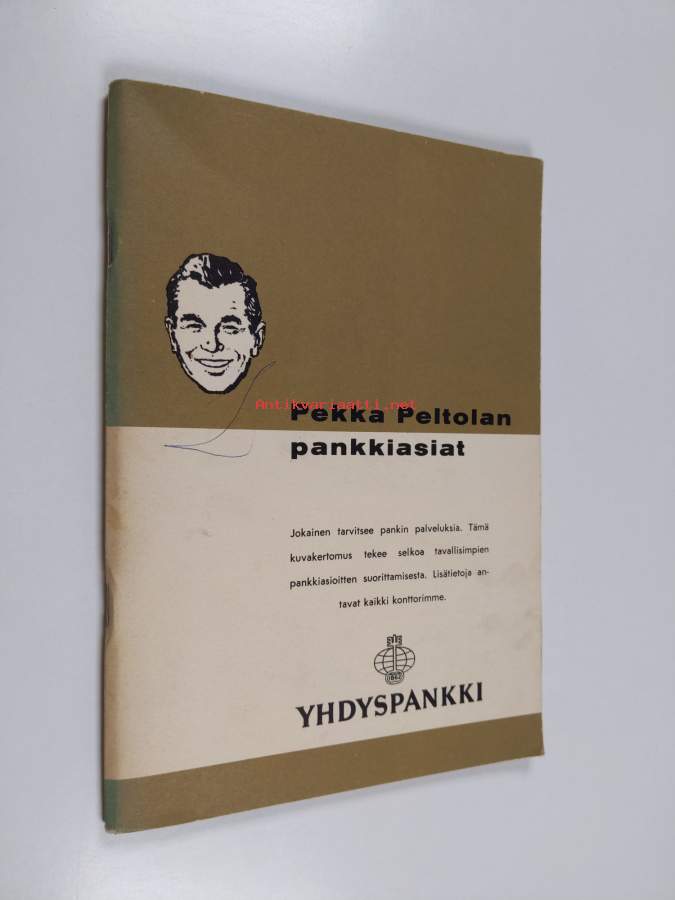 Antikvariaatti.net
Pekka Peltolan
pankkiasiat
Jokainen tarvitsee pankin palveluksia. Tämä
kuvakertomus tekee selkoa tavallisimpien
pankkiasioitten suorittamisesta. Lisätietoja an-
tavat kaikki konttorimme.
1862
YHDYSPANKKI